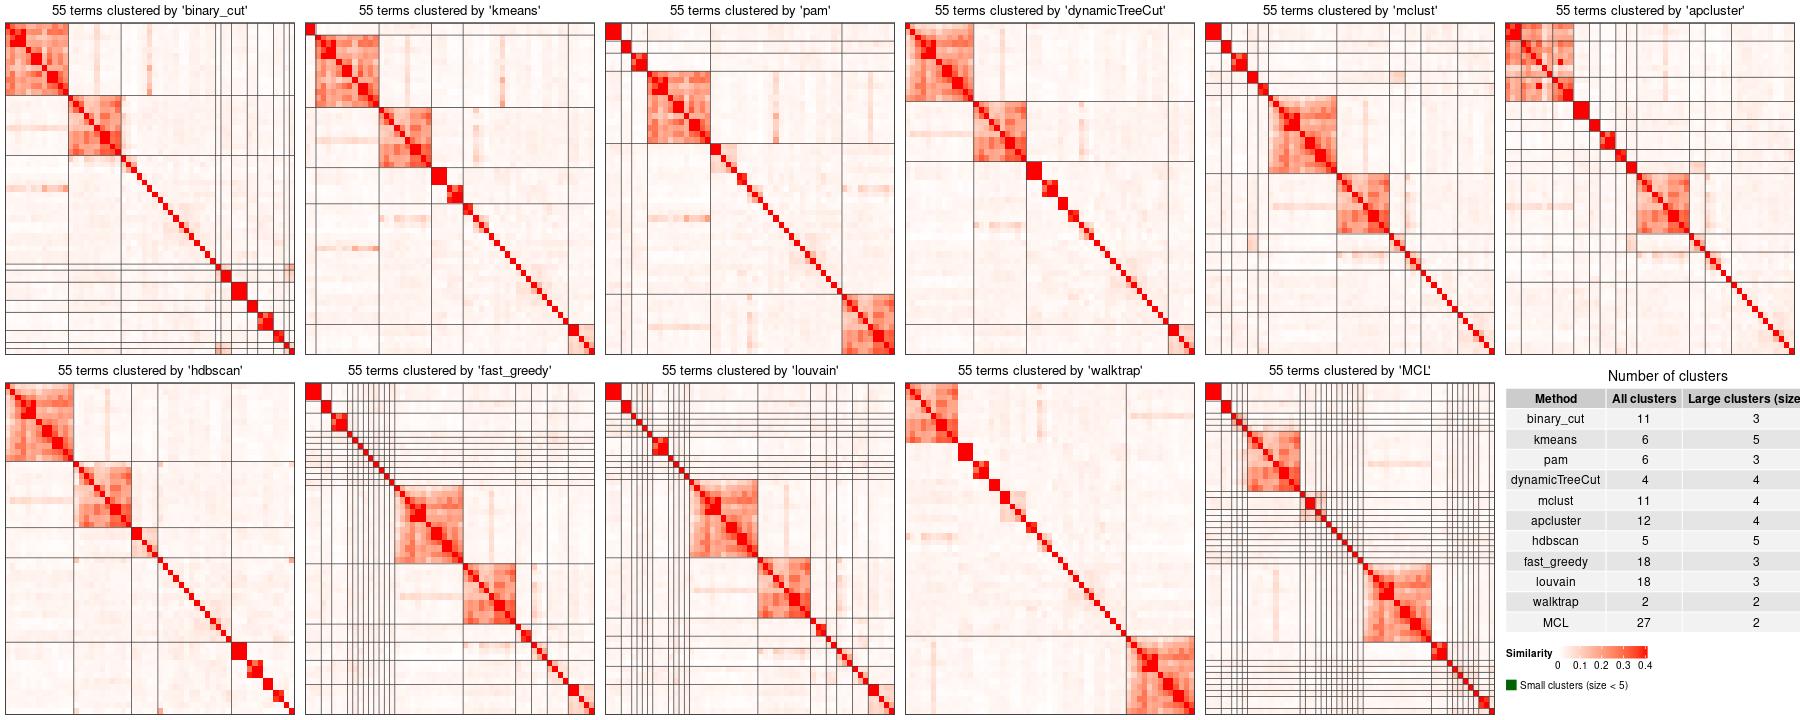 55 terms clustered by 'binary_cut'
55 terms clustered by 'kmeans'
55 terms clustered by 'pam'
55 terms clustered by 'dynamicTreeCut'
55 terms clustered by 'mclust'
55 terms clustered by 'apcluster'
55 terms clustered by 'hdbscan'
55 terms clustered by 'fast_greedy'
55 terms clustered by 'louvain'
55 terms clustered by 'walktrap'
55 terms clustered by 'MCL'
Number of clusters
Method All clusters Large clusters (size
binary_cut 11 3
kmeans 6 5
pam 6 3
dynamicTreeCut 4 4
mclust 11 4
apcluster 12 4
hdbscan 5 5
fast_greedy 18 3
louvain 18 3
walktrap 2 2
MCL 27 2
Similarity
0 0.1 0.2 0.3 0.4
Small clusters (size < 5)